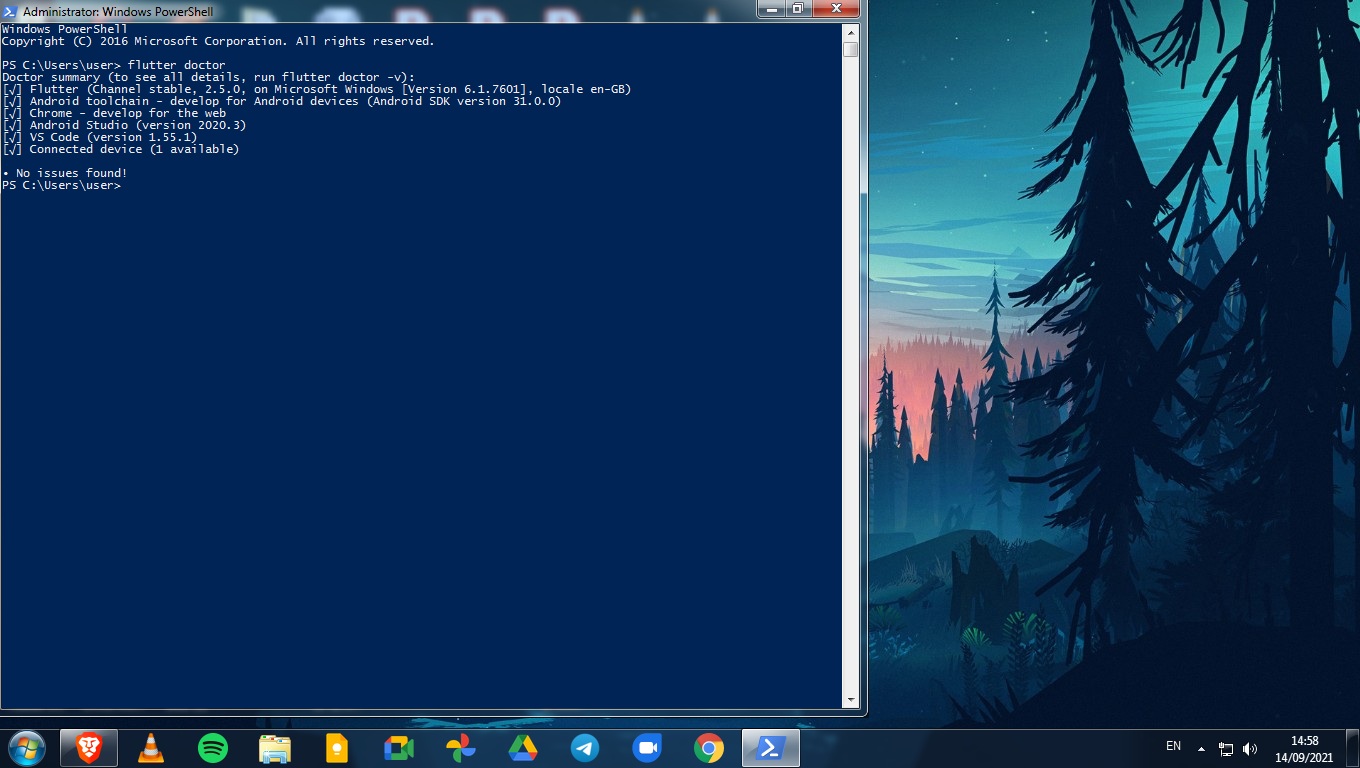 Administrator: Windows PowerShell
Windows PowerShell
Copyright (C) 2016 Microsoft Corporation. All rights reserved.
PS C:\Users\user> flutter doctor
Doctor summary (to see all details, run flutter doctor -v):
[√] Flutter (Channel stable, 2.5.0, on Microsoft Windows [Version 6.1.7601], locale en-GB)
[√] Android toolchain - develop for Android devices (Android SDK version 31.0.0)
[√] Chrome - develop for the web
[√] Android Studio (version 2020.3)
[√] VS Code (version 1.55.1)
[√] Connected device (1 available)
• No issues found!
PS C:\Users\user>
EN
14:58
14/09/2021